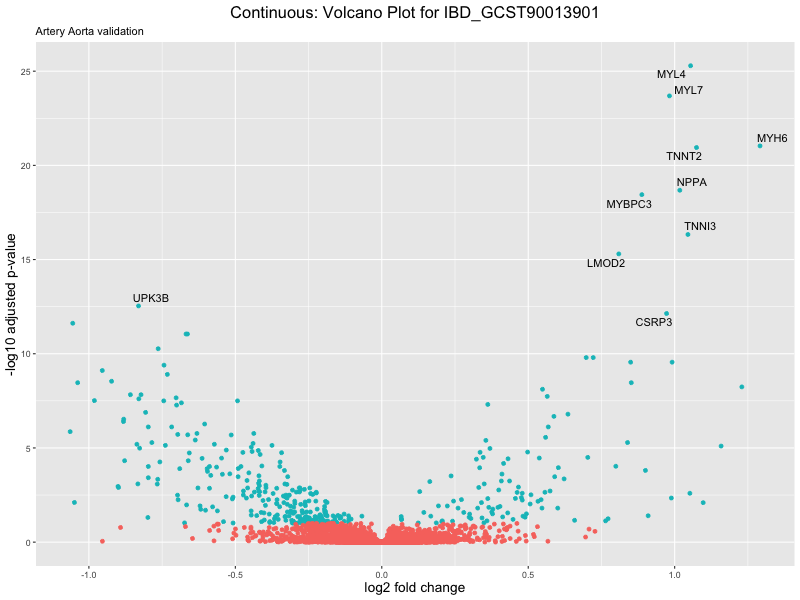 Continuous: Volcano Plot for IBD_GCST90013901
Artery Aorta validation
-log10 adjusted p-value
25
20
15
10
5
0
MYL4
MYL7
MYH6
TNNT2
NPPA
MYBPC3
TNNI3
LMOD2
UPK3B
CSRP3
-1.0
-0.5
0.0
0.5
1.0
log2 fold change